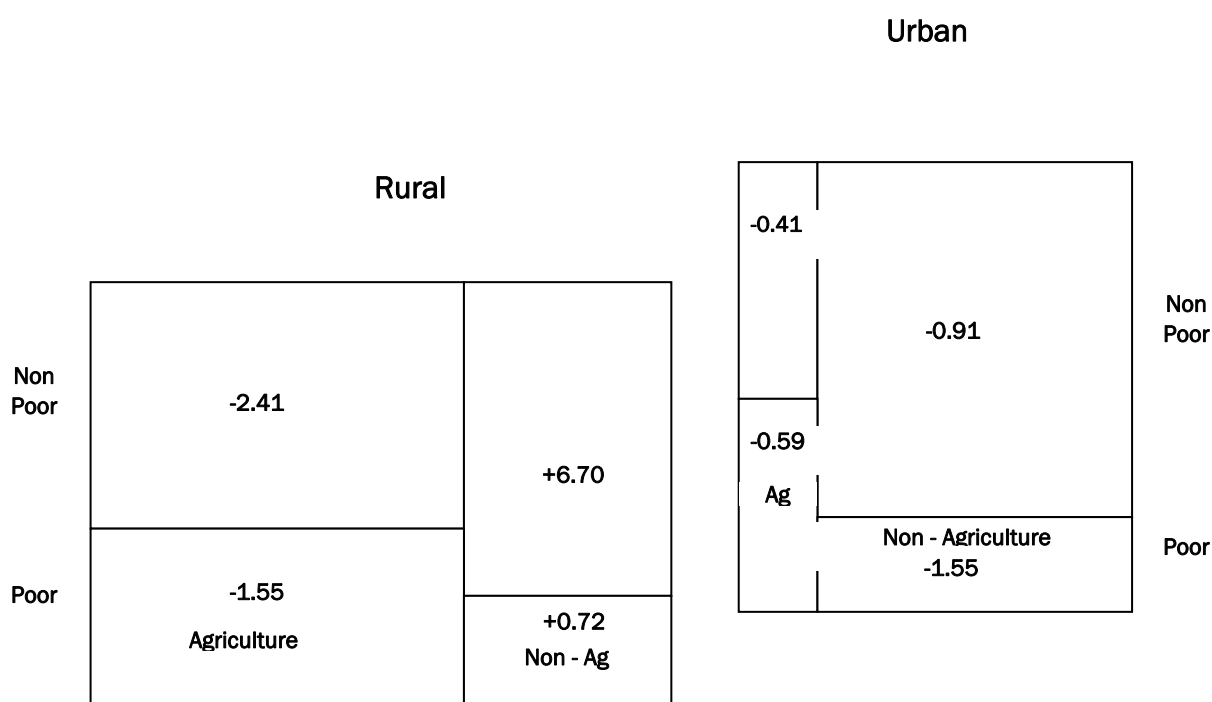 Urban
Rural
Non
Poor
-2.41
+6.70
Poor
-1.55
Agriculture
+0.72
Non - Ag
-0.41
-0.91
Non
Poor
-0.59
Ag
Non - Agriculture
-1.55
Poor